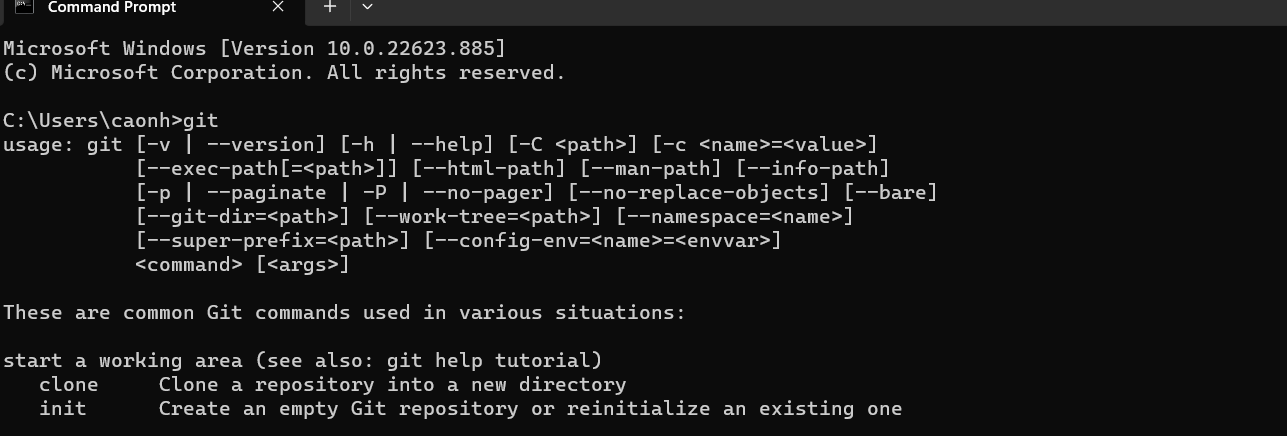 Command Prompt
Microsoft Windows [Version 10.0.22623.885]
(c) Microsoft Corporation. All rights reserved.
C:\Users\caonh>git
usage: git [-v | --version] [-h | --help] [-C <path>] [-c <name>=<value>]
[--exec-path[=<path>]] [--html-path] [--man-path] [--info-path]
[-p | --paginate | -P | --no-pager] [--no-replace-objects] [--bare]
[--git-dir=<path>] [--work-tree=<path>] [--namespace=<name>]
[--super-prefix=<path>] [--config-env=<name>=<envvar>]
<command> [<args>]
These are common Git commands used in various situations:
start a working area (see also: git help tutorial)
clone     Clone a repository into a new directory
init      Create an empty Git repository or reinitialize an existing one